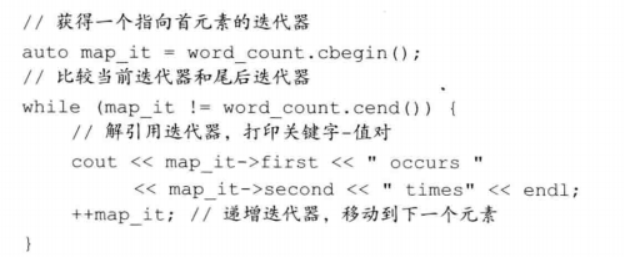 // 获得一个指向首元素的迭代器
auto map_it = word_count.cbegin();
// 比较当前迭代器和尾后迭代器
while (map_it != word_count.cend()) {
// 解引用迭代器，打印关键字-值对
cout << map_it->first << " occurs "
<< map_it->second << " times" << endl;
++map_it; // 递增迭代器，移动到下一个元素
}